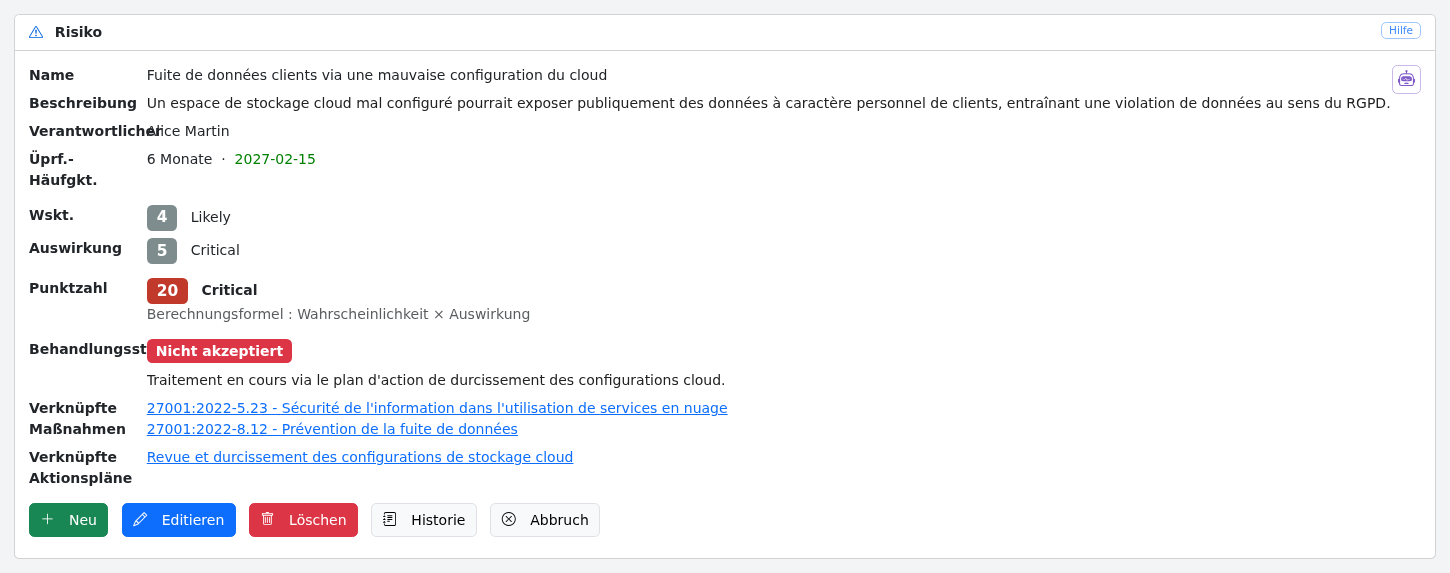 Risiko
Hilfe
Name Fuite de données clients via une mauvaise configuration du cloud
Beschreibung Un espace de stockage cloud mal configuré pourrait exposer publiquement des données à caractère personnel de clients, entraînant une violation de données au sens du RGPD.
Verantwortlicher Alice Martin
Üprf.- 6 Monate · 2027-02-15
Häufgkt.
Wskt. 4 Likely
Auswirkung 5 Critical
Punktzahl 20 Critical
Berechnungsformel : Wahrscheinlichkeit × Auswirkung
Behandlungsst Nicht akzeptiert
Traitement en cours via le plan d'action de durcissement des configurations cloud.
Verknüpfte 27001:2022-5.23 - Sécurité de l'information dans l'utilisation de services en nuage
Maßnahmen 27001:2022-8.12 - Prévention de la fuite de données
Verknüpfte Revue et durcissement des configurations de stockage cloud
Aktionspläne
Neu Editieren Löschen Historie Abbruch